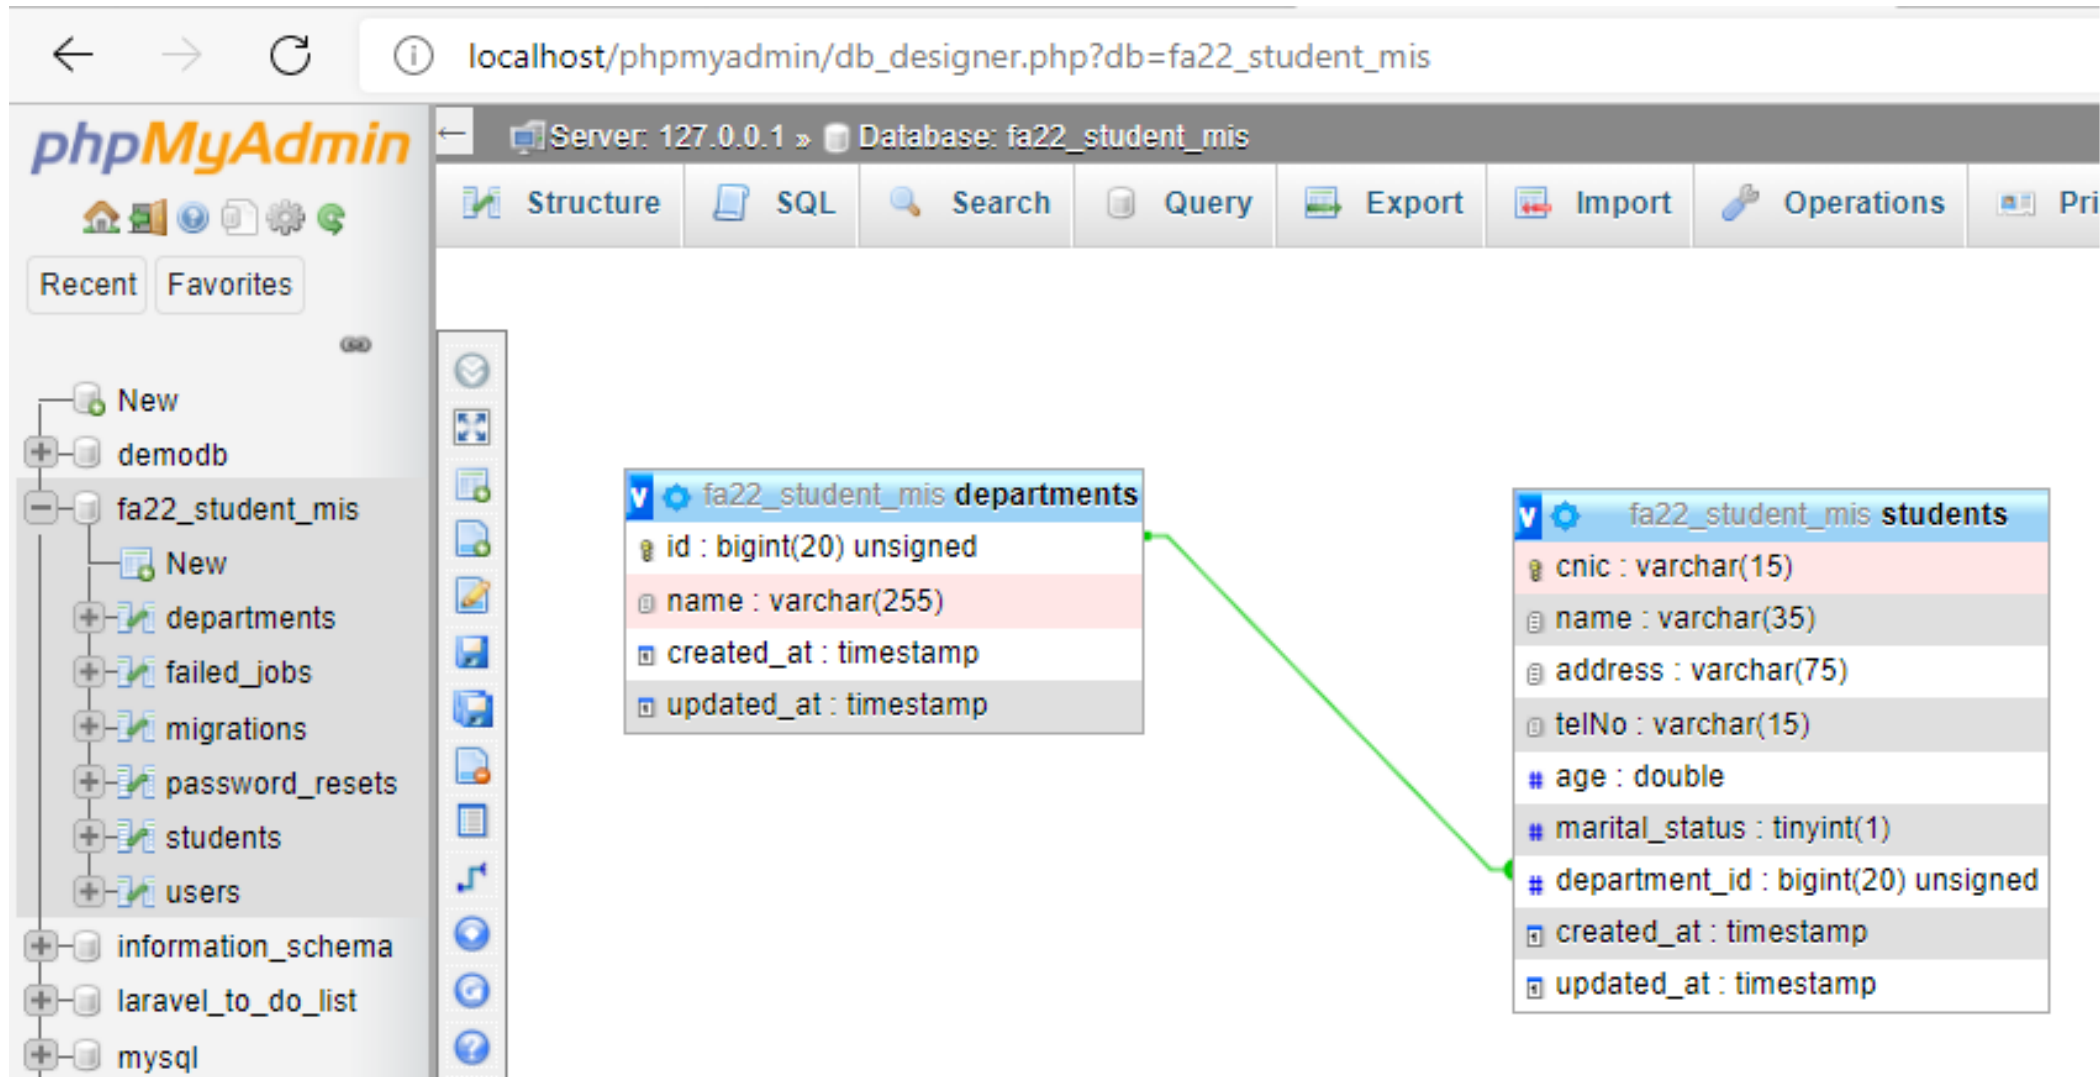 localhost/phpmyadmin/db_designer.php?db=fa22_student_mis
phpMyAdmin
Recent Favorites
New
demodb
fa22_student_mis
New
departments
failed_jobs
migrations
password_resets
students
users
information_schema
laravel_to_do_list
mysql
Server: 127.0.0.1 » Database: fa22_student_mis
Structure SQL Search Query Export Import Operations Pri
fa22_student_mis departments
id : bigint(20) unsigned
name : varchar(255)
created_at : timestamp
updated_at : timestamp
fa22_student_mis students
cnic : varchar(15)
name : varchar(35)
address : varchar(75)
telNo : varchar(15)
# age : double
# marital_status : tinyint(1)
# department_id : bigint(20) unsigned
created_at : timestamp
updated_at : timestamp